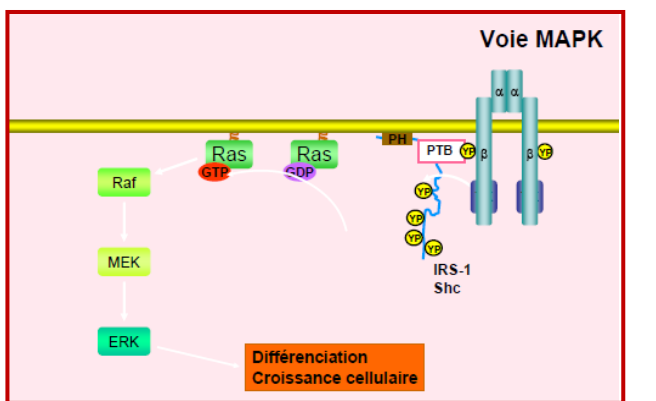 Voie MAPK
α α
PH
PTB
YP
β
β
YP
Ras
Ras
GTP
GDP
Raf
YP
YP
YP
YP
MEK
IRS-1
Shc
ERK
Différenciation
Croissance cellulaire